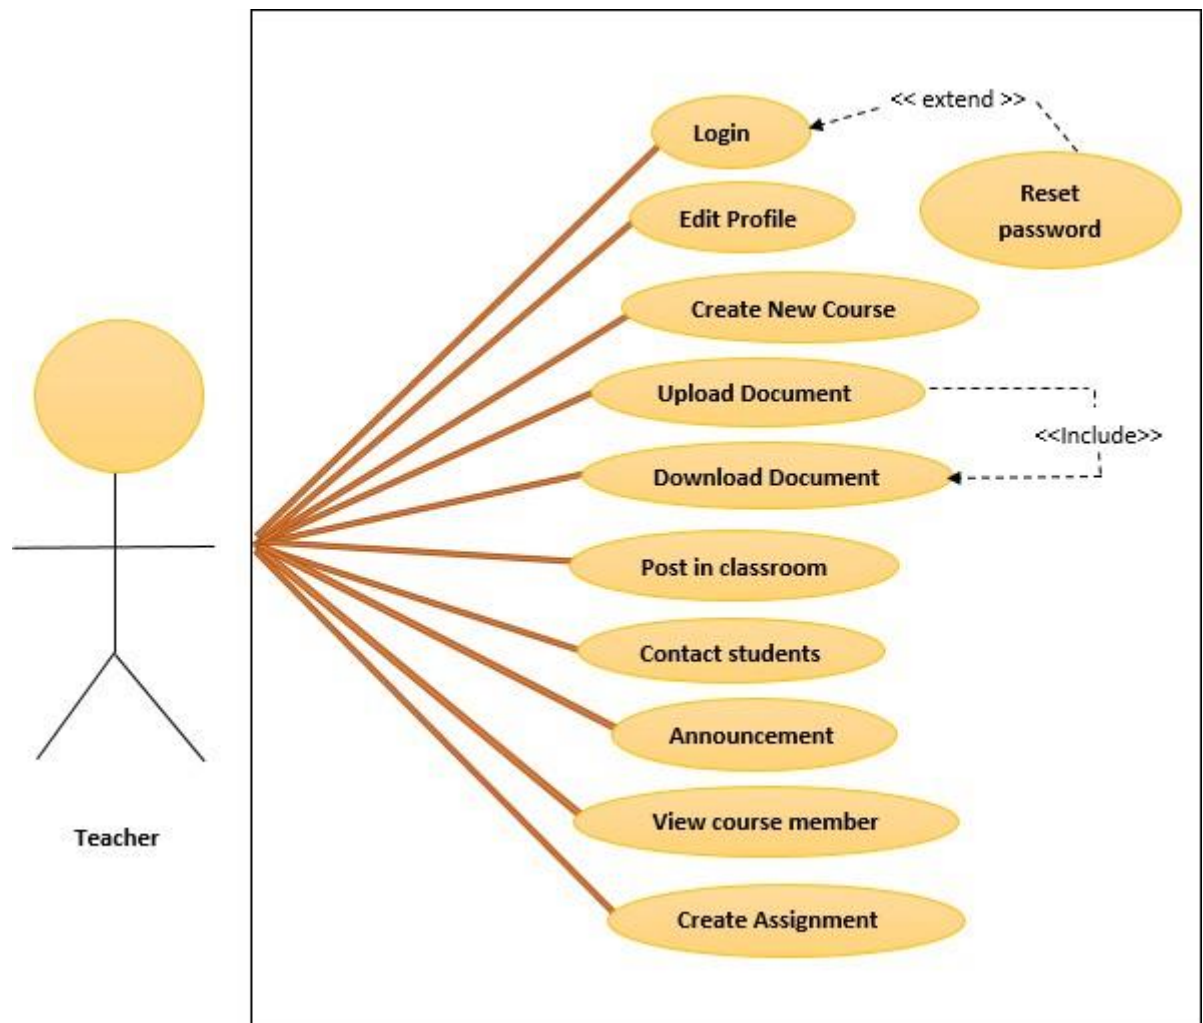 << extend >>
Login
Reset
password
Edit Profile
Create New Course
Upload Document
<<Include>>
Download Document
Post in classroom
Contact students
Announcement
View course member
Teacher
Create Assignment